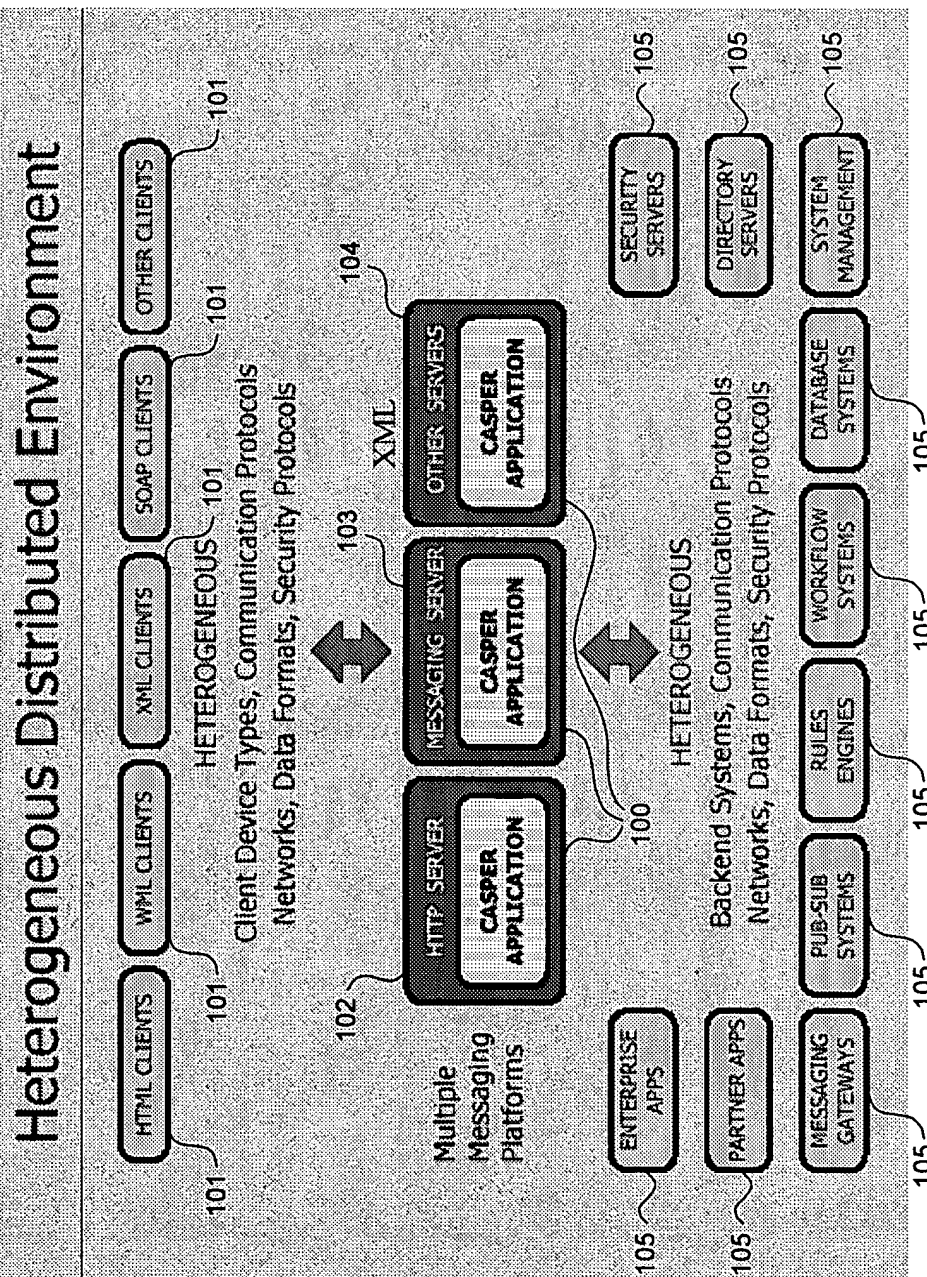 Heterogeneous Distributed Environment
HTML CLIENTS
WML CLIENTS
XML CLIENTS
SOAP CLIENTS
OTHER CLIENTS
101
101
101
101
101
HETEROGENEOUS
Client Device Types, Communication Protocols
Networks, Data Formats, Security Protocols
Multiple
Messaging
Platforms
102
HTTP SERVER
CASPER
APPLICATION
103
MESSAGING SERVER
CASPER
APPLICATION
XML
104
OTHER SERVERS
CASPER
APPLICATION
100
HETEROGENEOUS
Backend Systems, Communication Protocols
Networks, Data Formats, Security Protocols
ENTERPRISE
APPS
105
PARTNER APPS
105
SECURITY
SERVERS
105
DIRECTORY
SERVERS
105
MESSAGING
GATEWAYS
105
PUB-SUB
SYSTEMS
105
RULES
ENGINES
105
WORKFLOW
SYSTEMS
105
DATABASE
SYSTEMS
105
SYSTEM
MANAGEMENT
105